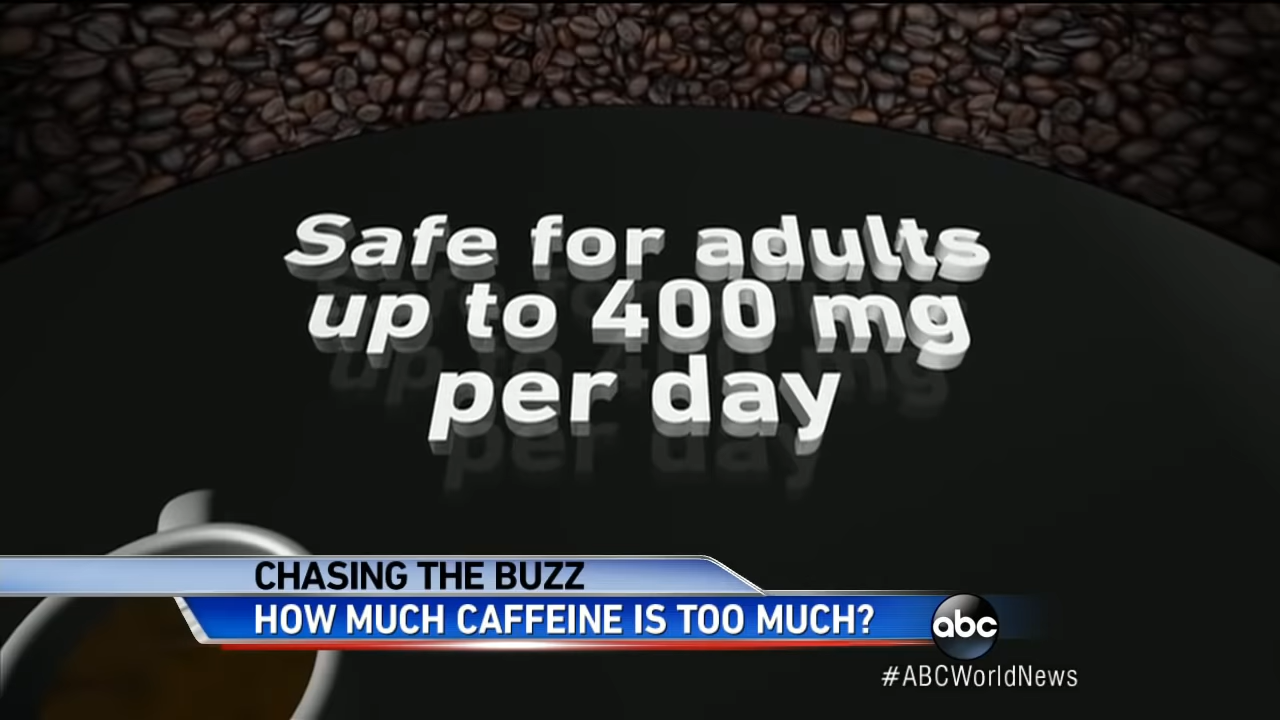 Safe for adults
up to 400 mg
per day
CHASING THE BUZZ
HOW MUCH CAFFEINE IS TOO MUCH?
abc
#ABCWorldNews